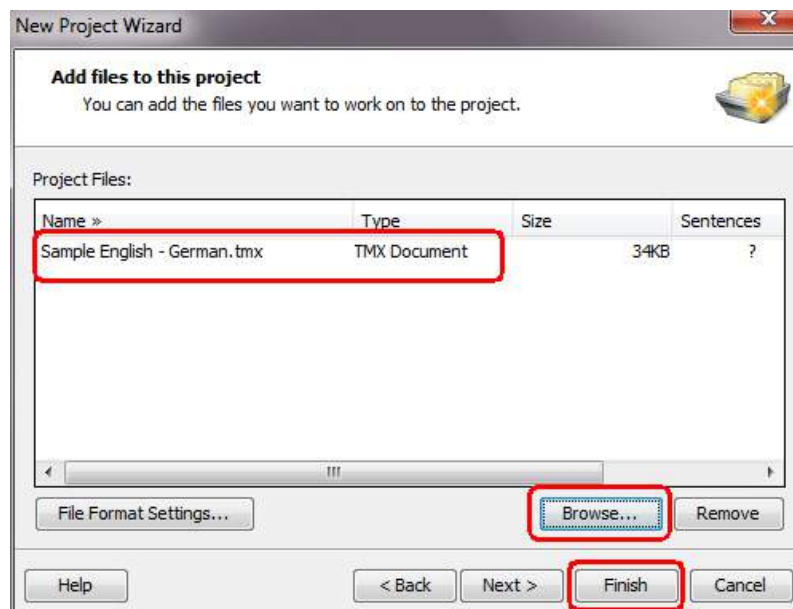 New Project Wizard
Add files to this project
You can add the files you want to work on to the project.
Project Files:
Name » Type Size Sentences
Sample English - German.tmx TMX Document 34KB ?
File Format Settings... Browse... Remove
Help < Back Next > Finish Cancel